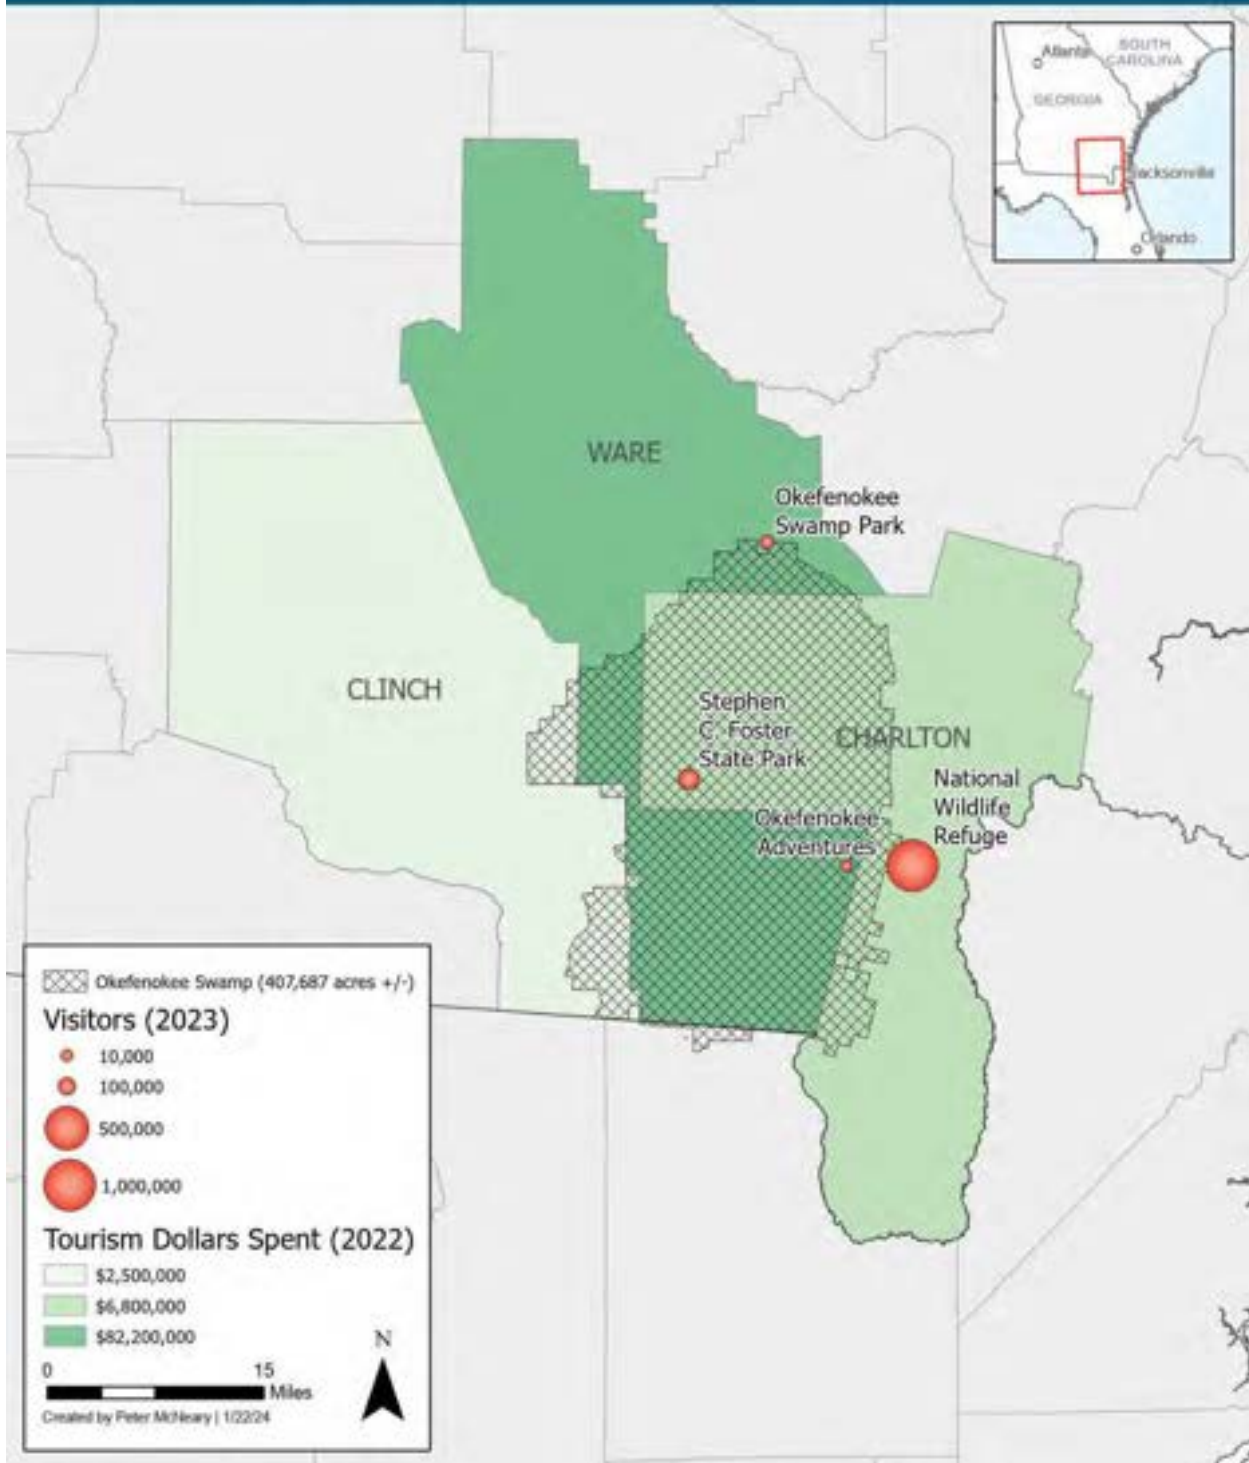 Atlanta
SOUTH
CAROLINA
GEORGIA
Jacksonville
Orlando
WARE
Okefenokee
Swamp Park
CLINCH
Stephen
C. Foster
State Park
CHARLTON
National
Wildlife
Refuge
Okefenokee
Adventures
Okefenokee Swamp (407,687 acres +/-)
Visitors (2023)
10,000
100,000
500,000
1,000,000
Tourism Dollars Spent (2022)
$2,500,000
$6,800,000
$82,200,000
N
0 15
Miles
Created by Peter McNeary | 1/22/24